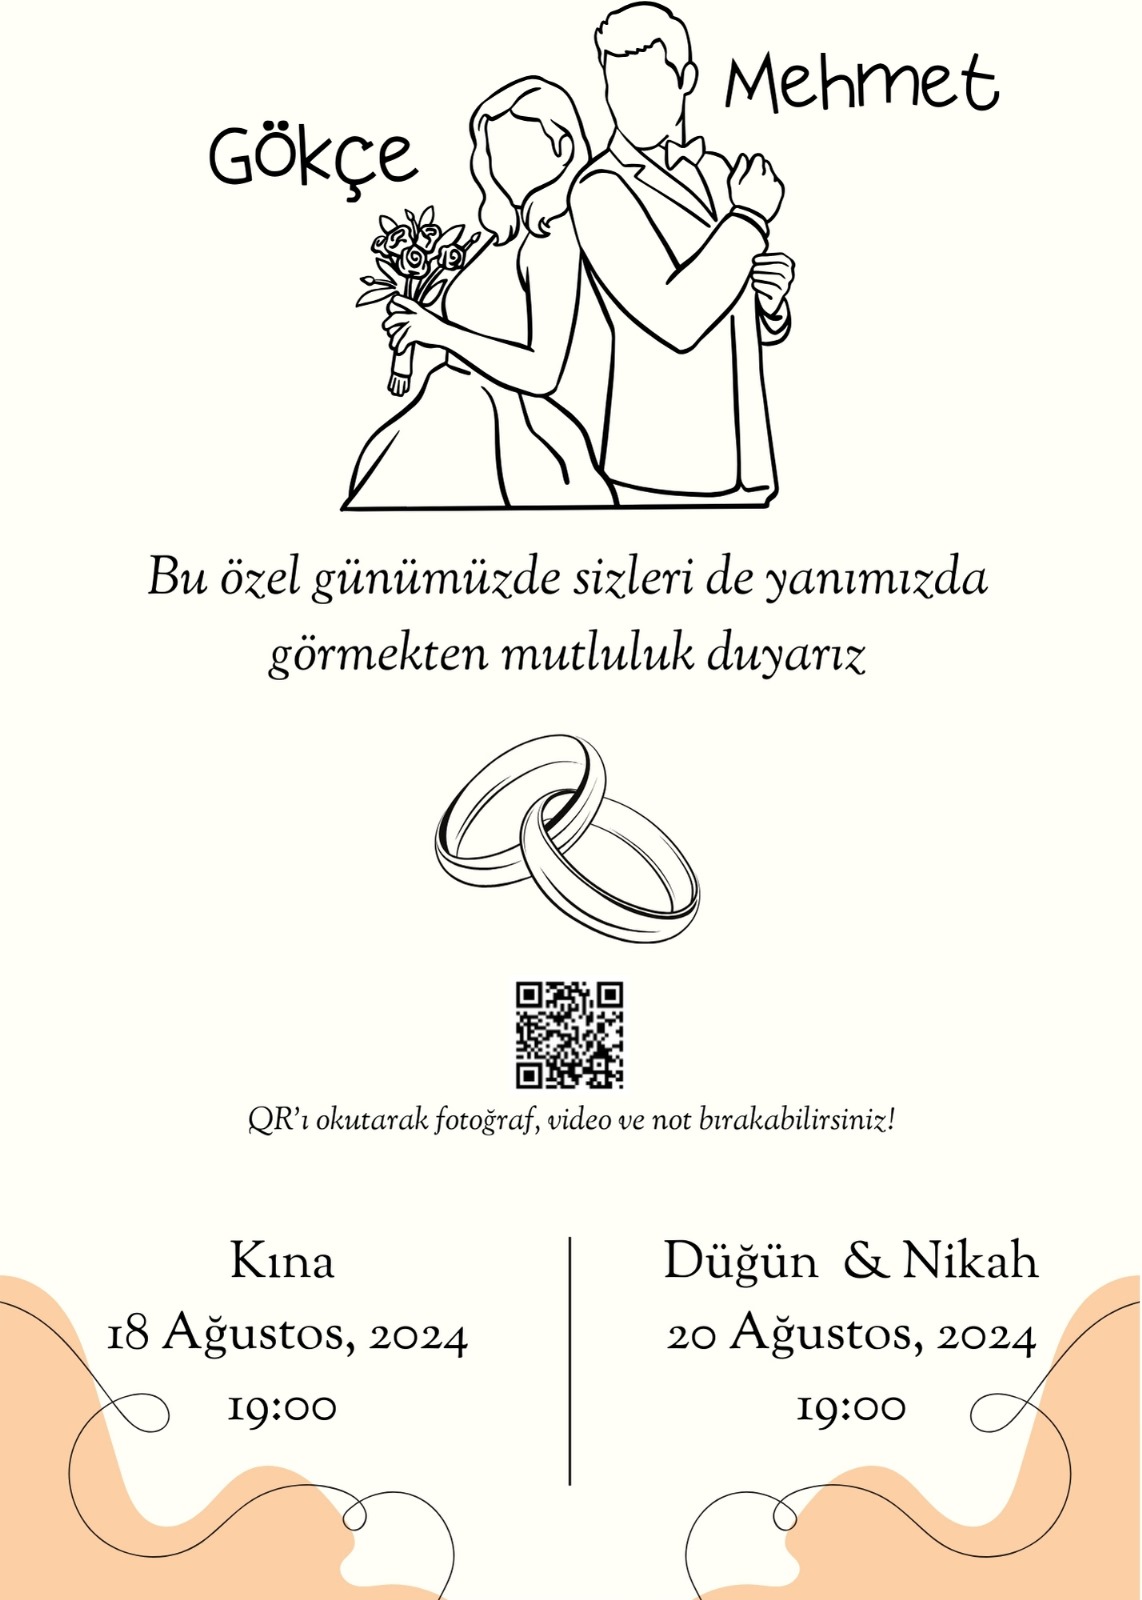 Gökçe
Mehmet
Bu özel günümüzde sizleri de yanımızda
görmekten mutluluk duyarız
QR'ı okutarak fotoğraf, video ve not bırakabilirsiniz!
Kına
18 Ağustos, 2024
19:00
Düğün & Nikah
20 Ağustos, 2024
19:00